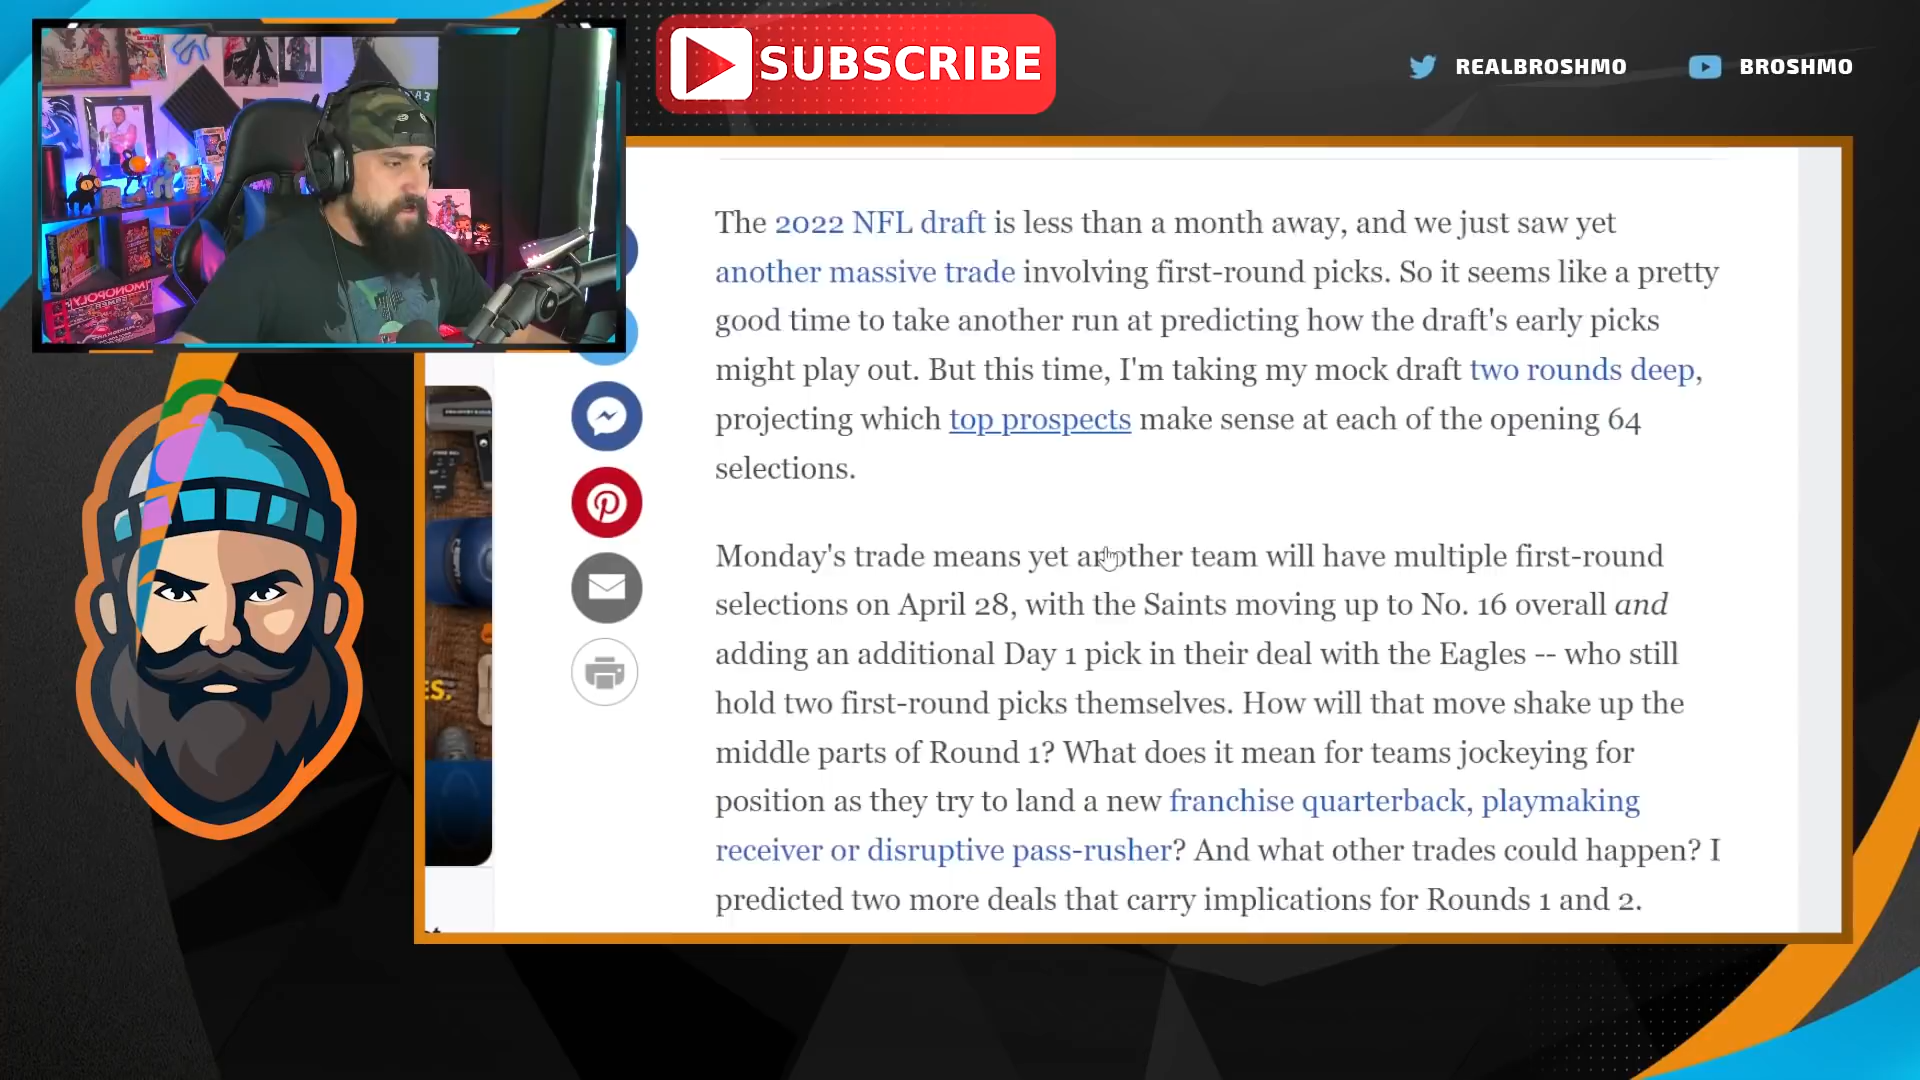 SUBSCRIBE
REALBROSHMO
BROSHMO
The 2022 NFL draft is less than a month away, and we just saw yet
another massive trade involving first-round picks. So it seems like a pretty
good time to take another run at predicting how the draft's early picks
might play out. But this time, I'm taking my mock draft two rounds deep,
projecting which top prospects make sense at each of the opening 64
selections.
Monday's trade means yet another team will have multiple first-round
selections on April 28, with the Saints moving up to No. 16 overall and
adding an additional Day 1 pick in their deal with the Eagles -- who still
hold two first-round picks themselves. How will that move shake up the
middle parts of Round 1? What does it mean for teams jockeying for
position as they try to land a new franchise quarterback, playmaking
receiver or disruptive pass-rusher? And what other trades could happen? I
predicted two more deals that carry implications for Rounds 1 and 2.
MONOPOLY